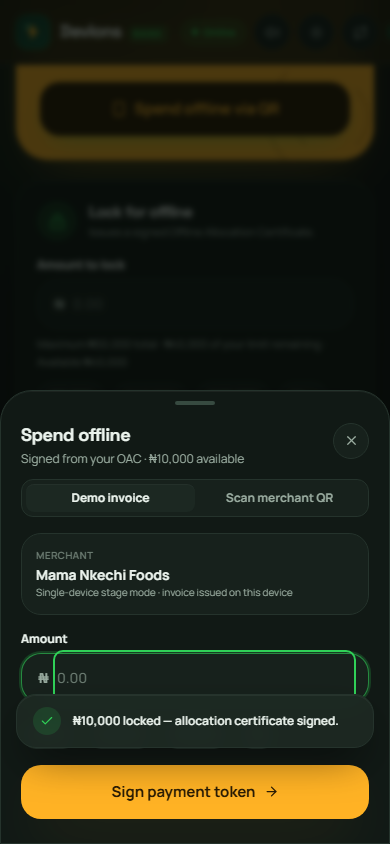 Spend offline via QR
Lock for offline
Amount to lock
₦ 0.00
Spend offline
Signed from your OAC · ₦10,000 available
Demo invoice
Scan merchant QR
MERCHANT
Mama Nkechi Foods
Single-device stage mode · invoice issued on this device
Amount
₦ 0.00
₦10,000 locked — allocation certificate signed.
Sign payment token →